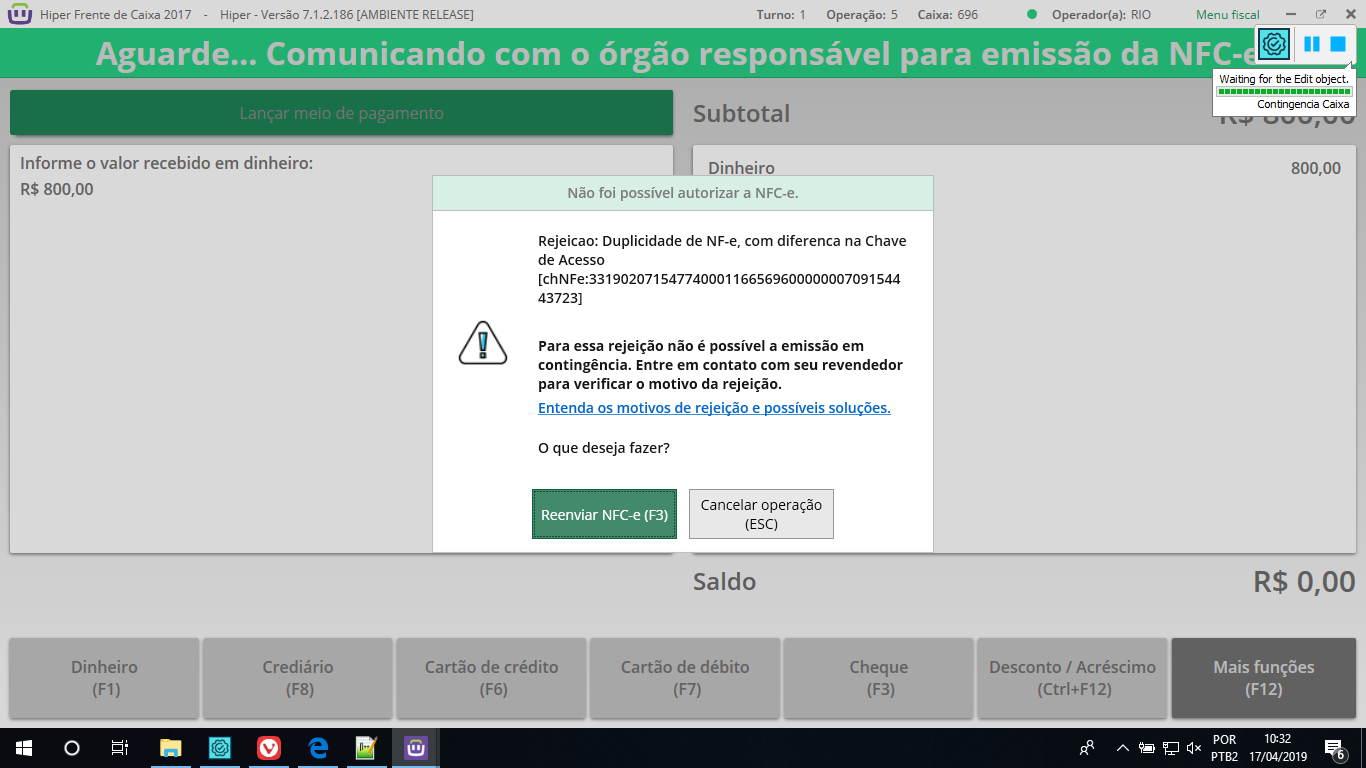 Hiper Frente de Caixa 2017 - Hiper - Versão 7.1.2.186 [AMBIENTE RELEASE] Turno: 1 Operação: 5 Caixa: 696 Operador(a): RIO Menu fiscal
Aguarde... Comunicando com o órgão responsável para emissão da NFC-e
Waiting for the Edit object.
Contingencia Caixa
Lançar meio de pagamento
Subtotal
R$ 800,00
Informe o valor recebido em dinheiro:
R$ 800,00
Dinheiro 800,00
Não foi possível autorizar a NFC-e.
Rejeicao: Duplicidade de NF-e, com diferenca na Chave
de Acesso
[chNFe:33190207154774000116656960000000709154
43723]
Para essa rejeição não é possível a emissão em
contingência. Entre em contato com seu revendedor
para verificar o motivo da rejeição.
Entenda os motivos de rejeição e possíveis soluções.
O que deseja fazer?
Reenviar NFC-e (F3)
Cancelar operação
(ESC)
Saldo R$ 0,00
Dinheiro
(F1)
Crediário
(F8)
Cartão de crédito
(F6)
Cartão de débito
(F7)
Cheque
(F3)
Desconto / Acréscimo
(Ctrl+F12)
Mais funções
(F12)
POR
PTB2
10:32
17/04/2019
6